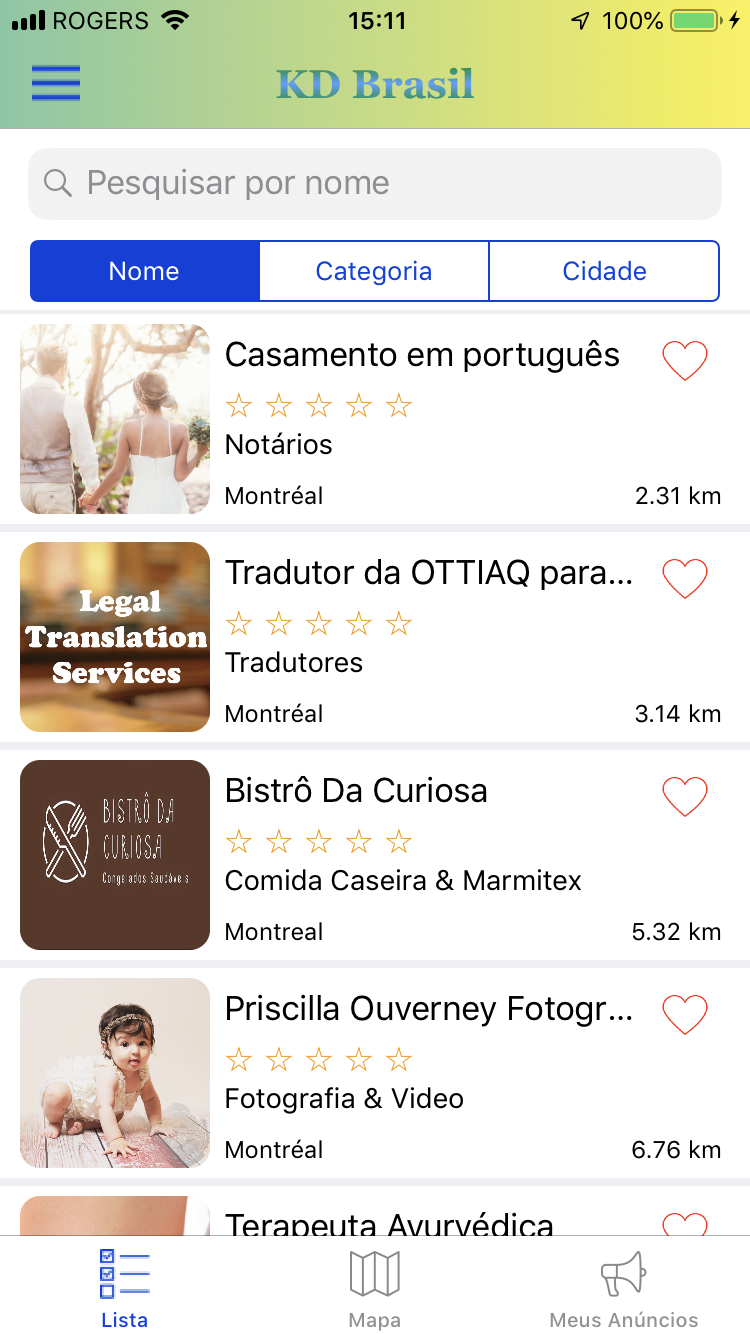 ROGERS 15:11 100%
KD Brasil
Pesquisar por nome
Nome Categoria Cidade
Casamento em português
Notários
Montréal 2.31 km
Legal
Translation
Services
Tradutor da OTTIAQ para...
Tradutores
Montréal 3.14 km
BISTRÔ DA
CURIOSA
Congelados Saudáveis
Bistrô Da Curiosa
Comida Caseira & Marmitex
Montreal 5.32 km
Priscilla Ouverney Fotogr...
Fotografia & Video
Montréal 6.76 km
Terapeuta Ayurvédica
Lista Mapa Meus Anúncios